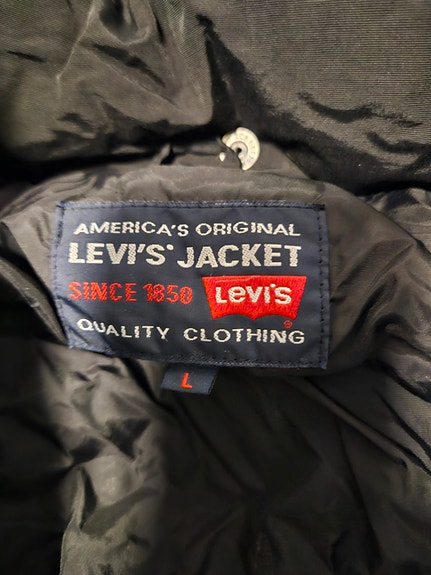 AMERICA'S ORIGINAL
LEVI'S® JACKET
SINCE 1850 Levi's ®
QUALITY CLOTHING
L